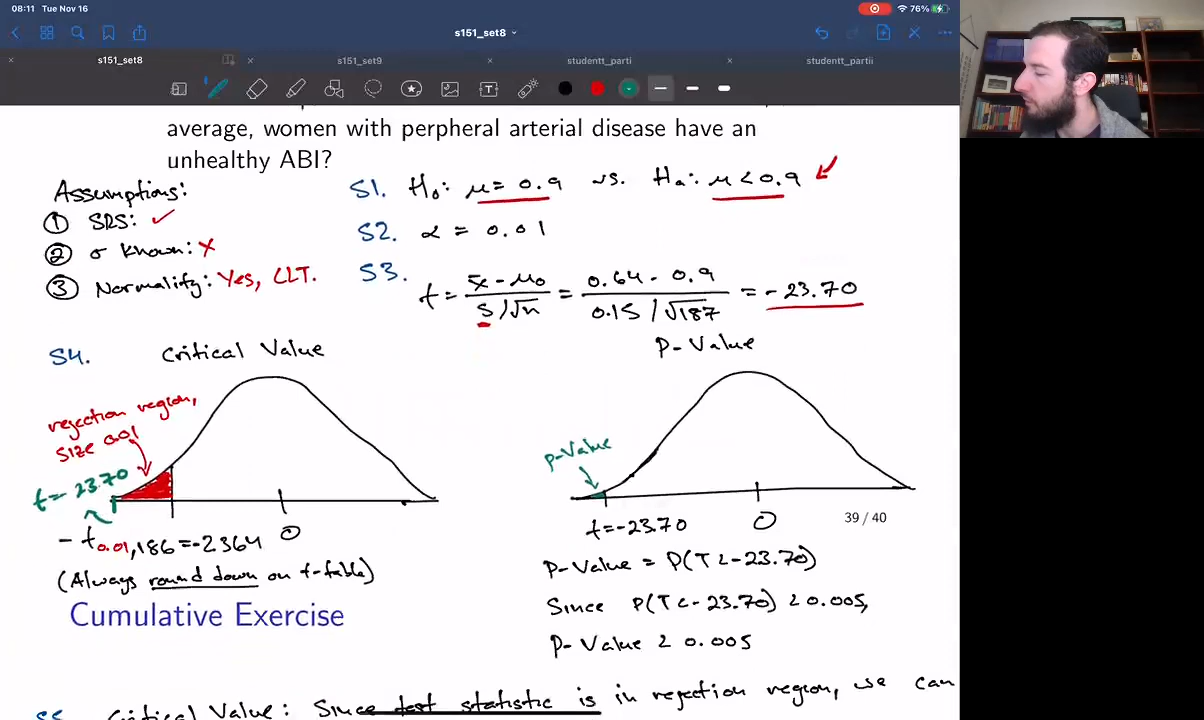 08:11 Tue Nov 16
76%
s151_set8
s151_set8
s151_set9
studentt_parti
studentt_partii
average, women with perpheral arterial disease have an
unhealthy ABI?
Assumptions:
① SRS: ✓
② σ known: X
③ Normality: Yes, CLT.
S1. H₀: μ = 0.9 vs. Hₐ: μ < 0.9
S2. α = 0.01
S3. t = (x̄ - μ₀)/(s/√n) = (0.64 - 0.9)/(0.15/√187) = -23.70
S4. Critical Value
P-Value
rejection region,
size 0.01
t=-23.70
0
-t0.01,186=-2.364
(Always round down on t-table)
p-Value
t=-23.70
0
39 / 40
P-Value = P(T<-23.70)
Since P(T<-23.70) < 0.005,
P-Value < 0.005
Cumulative Exercise
S5. Critical Value: Since test statistic is in rejection region, we can